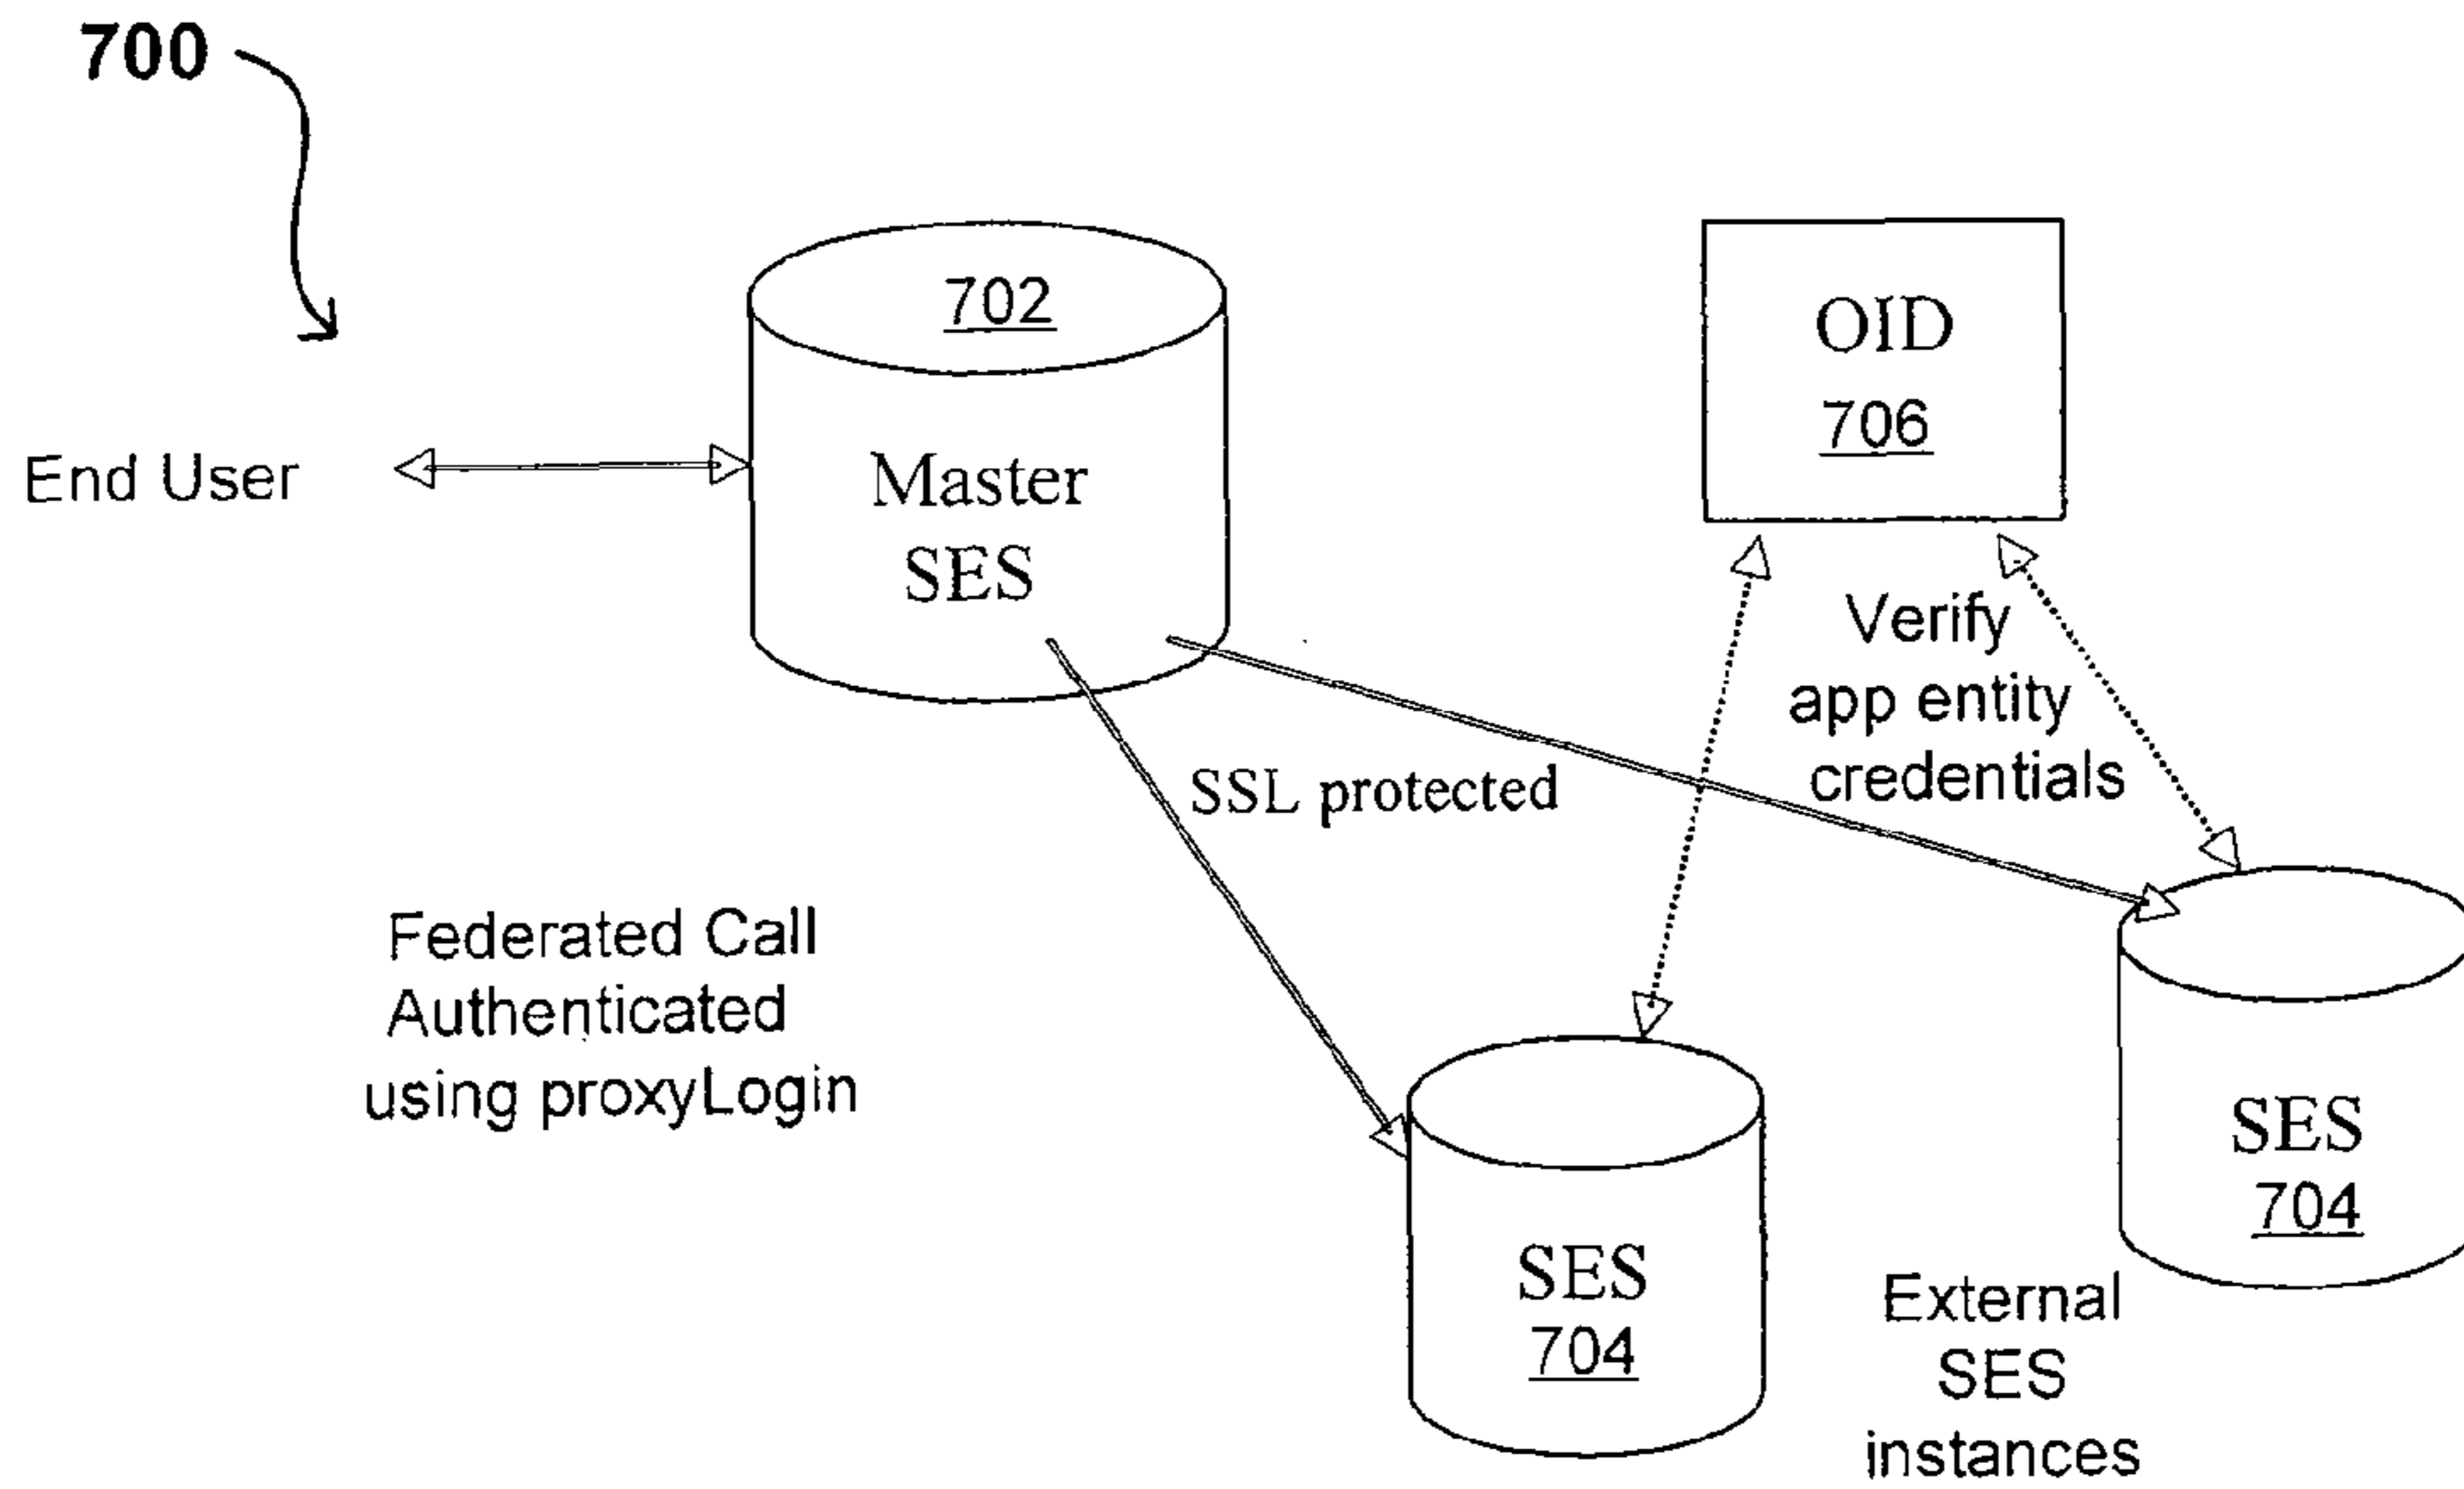 700
702
Master
SES
End User
OID
706
Verify
app entity
credentials
SSL protected
Federated Call
Authenticated
using proxyLogin
SES
704
SES
704
External
SES
instances